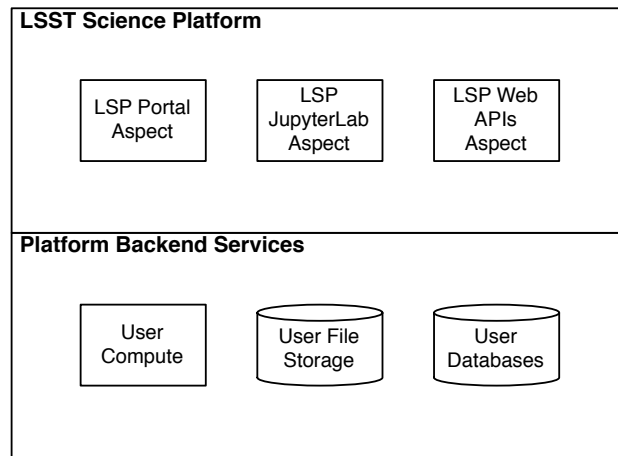 LSST Science Platform
LSP Portal
Aspect
LSP
JupyterLab
Aspect
LSP Web
APIs
Aspect
Platform Backend Services
User
Compute
User File
Storage
User
Databases